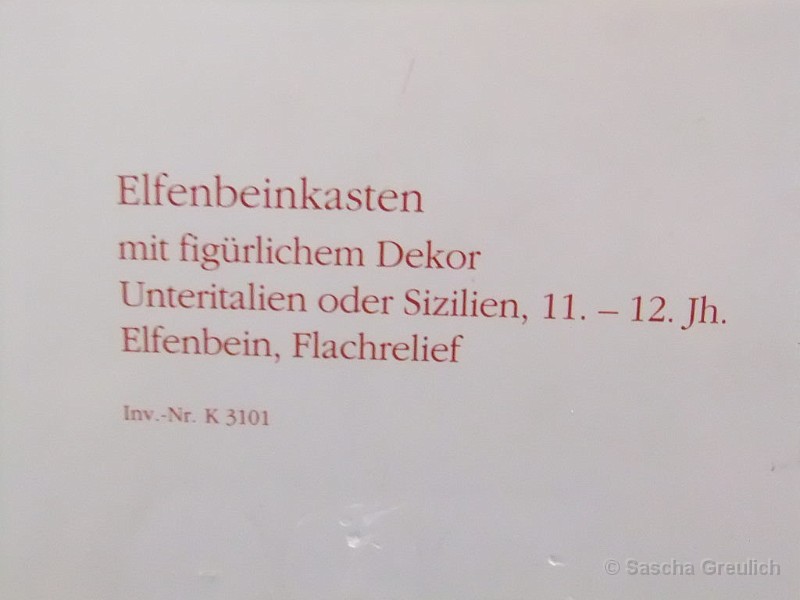 Elfenbeinkasten
mit figürlichem Dekor
Unteritalien oder Sizilien, 11. – 12. Jh.
Elfenbein, Flachrelief
Inv.-Nr. K 3101
© Sascha Greulich